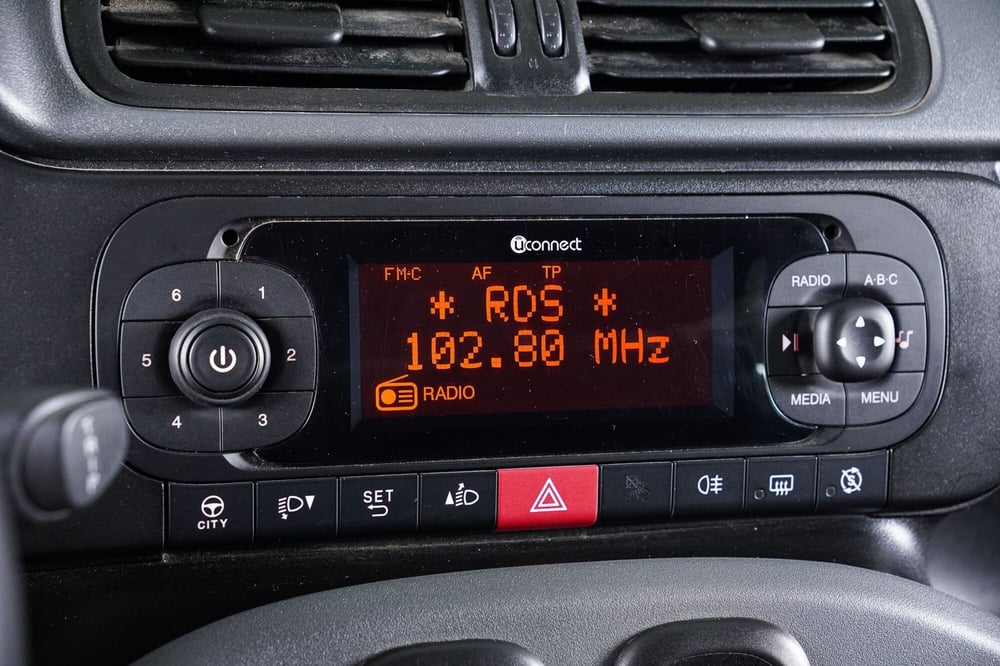 uconnect
FM-C AF TP
* RDS *
102.80 MHz
RADIO
6 1
5 2
4 3
RADIO A·B·C
MEDIA MENU
CITY
SET